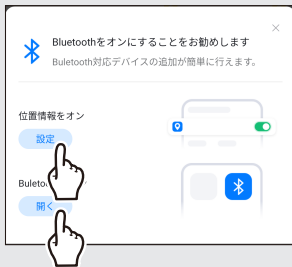 Bluetoothをオンにすることをお勧めします
Buletooth対応デバイスの追加が簡単に行えます。
位置情報をオン
設定
開く